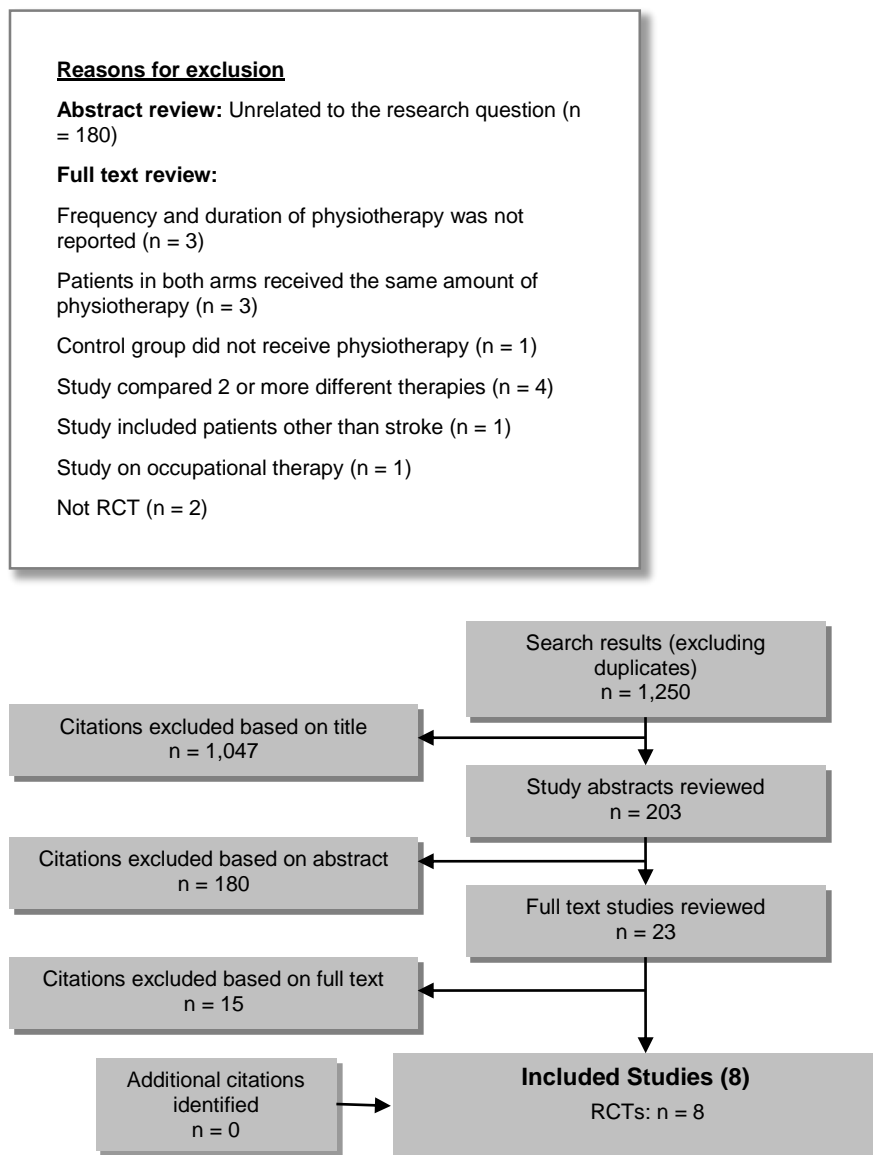 Reasons for exclusion
Abstract review: Unrelated to the research question (n
= 180)
Full text review:
Frequency and duration of physiotherapy was not
reported (n = 3)
Patients in both arms received the same amount of
physiotherapy (n = 3)
Control group did not receive physiotherapy (n = 1)
Study compared 2 or more different therapies (n = 4)
Study included patients other than stroke (n = 1)
Study on occupational therapy (n = 1)
Not RCT (n = 2)
Search results (excluding
duplicates)
n = 1,250
Citations excluded based on title
n = 1,047
Study abstracts reviewed
n = 203
Citations excluded based on abstract
n = 180
Full text studies reviewed
n = 23
Citations excluded based on full text
n = 15
Additional citations
identified
n = 0
Included Studies (8)
RCTs: n = 8